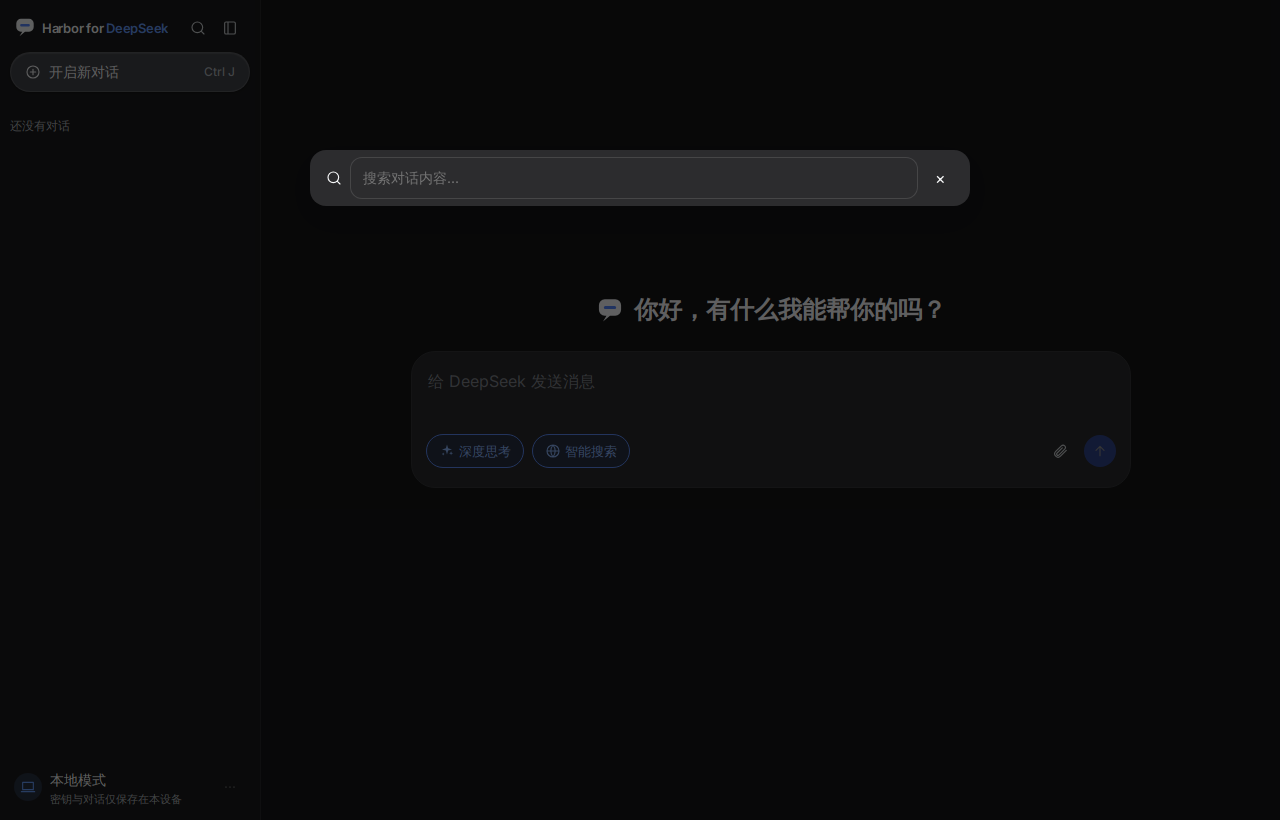 Harbor for DeepSeek
开启新对话 Ctrl J
还没有对话
搜索对话内容...
×
你好，有什么我能帮你的吗？
给 DeepSeek 发送消息
深度思考 智能搜索
本地模式 ...
密钥与对话仅保存在本设备